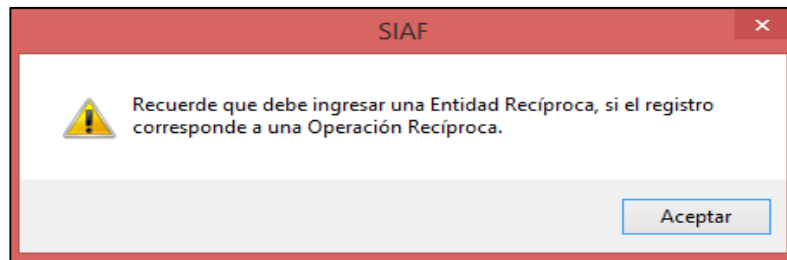 SIAF
Recuerde que debe ingresar una Entidad Recíproca, si el registro
corresponde a una Operación Recíproca.
Aceptar